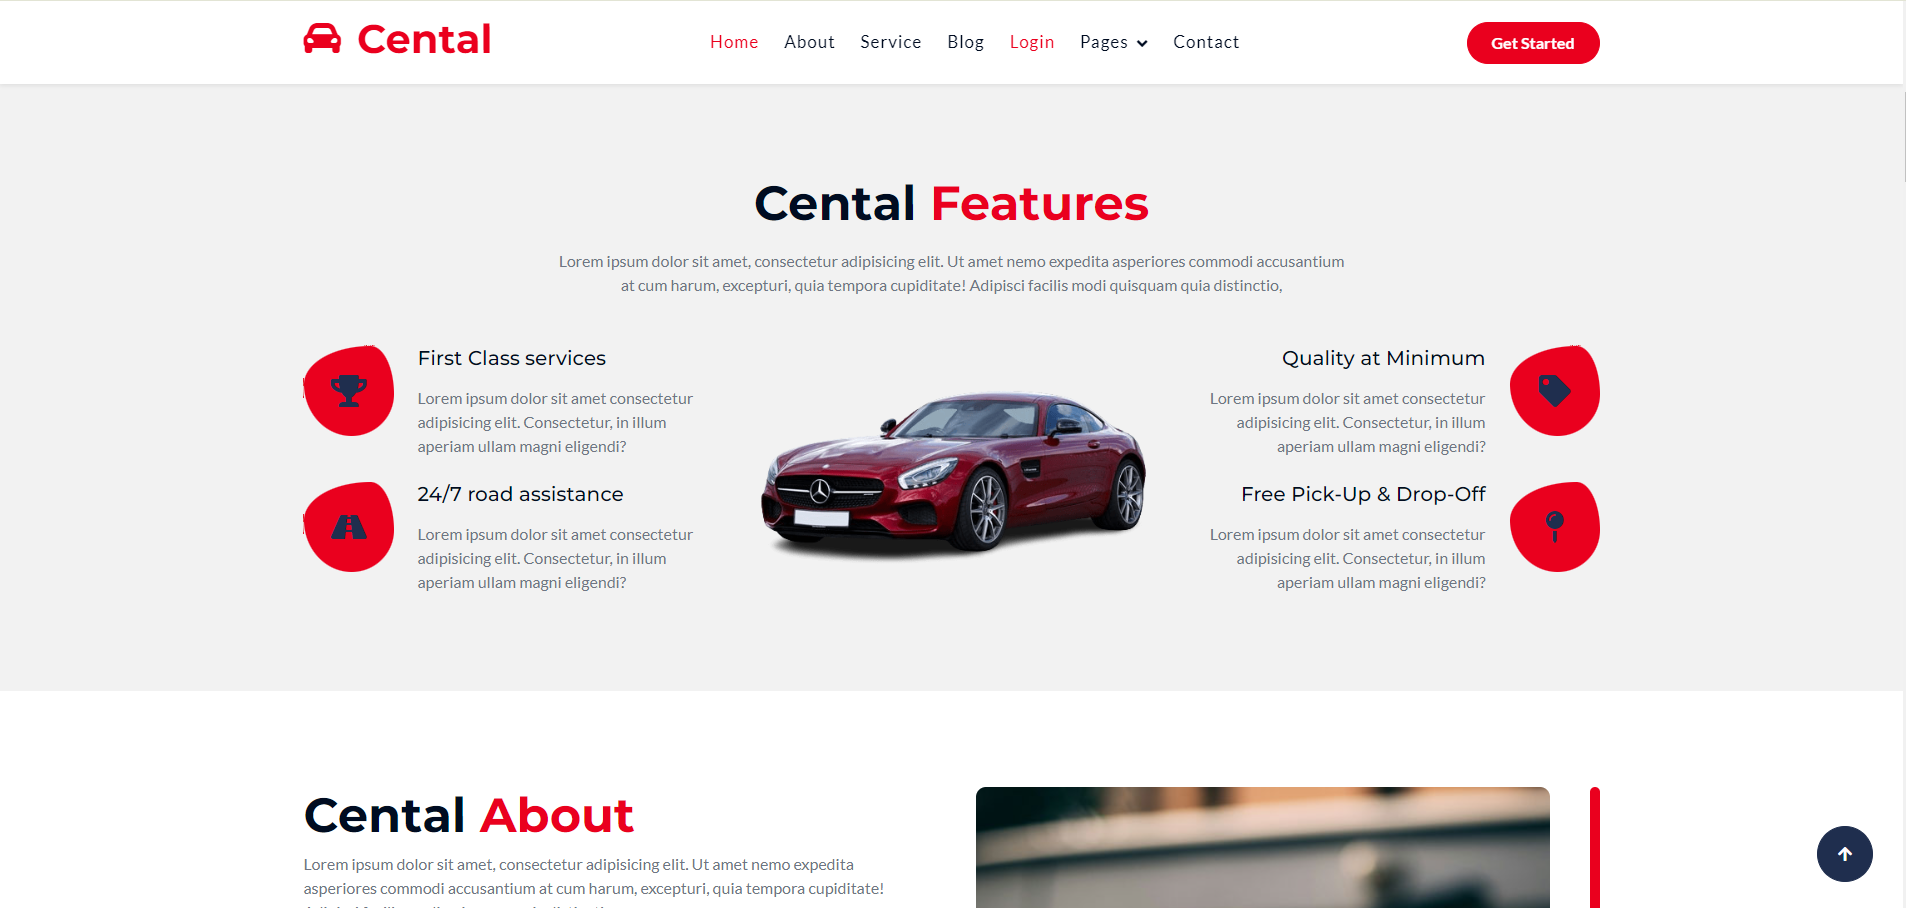 Cental
Home About Service Blog Login Pages Contact
Get Started
Cental Features
Lorem ipsum dolor sit amet, consectetur adipisicing elit. Ut amet nemo expedita asperiores commodi accusantium
at cum harum, excepturi, quia tempora cupiditate! Adipisci facilis modi quisquam quia distinctio,
First Class services
Lorem ipsum dolor sit amet consectetur
adipisicing elit. Consectetur, in illum
aperiam ullam magni eligendi?
24/7 road assistance
Lorem ipsum dolor sit amet consectetur
adipisicing elit. Consectetur, in illum
aperiam ullam magni eligendi?
Quality at Minimum
Lorem ipsum dolor sit amet consectetur
adipisicing elit. Consectetur, in illum
aperiam ullam magni eligendi?
Free Pick-Up & Drop-Off
Lorem ipsum dolor sit amet consectetur
adipisicing elit. Consectetur, in illum
aperiam ullam magni eligendi?
Cental About
Lorem ipsum dolor sit amet, consectetur adipisicing elit. Ut amet nemo expedita
asperiores commodi accusantium at cum harum, excepturi, quia tempora cupiditate!